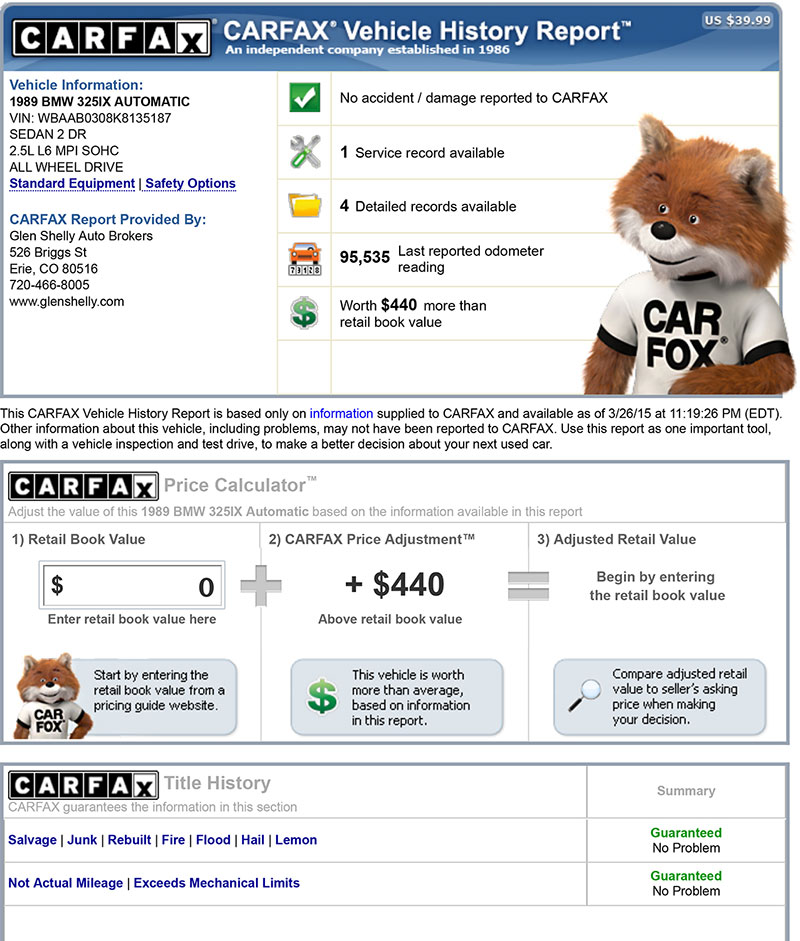 CARFAX® CARFAX® Vehicle History Report™
US $39.99
An independent company established in 1986
Vehicle Information:
1989 BMW 325IX AUTOMATIC
VIN: WBAAB0308K8135187
SEDAN 2 DR
2.5L L6 MPI SOHC
ALL WHEEL DRIVE
Standard Equipment | Safety Options
CARFAX Report Provided By:
Glen Shelly Auto Brokers
526 Briggs St
Erie, CO 80516
720-466-8005
www.glenshelly.com
No accident / damage reported to CARFAX
1 Service record available
4 Detailed records available
73128
95,535 Last reported odometer
reading
Worth $440 more than
retail book value
CAR
FOX®
This CARFAX Vehicle History Report is based only on information supplied to CARFAX and available as of 3/26/15 at 11:19:26 PM (EDT).
Other information about this vehicle, including problems, may not have been reported to CARFAX. Use this report as one important tool,
along with a vehicle inspection and test drive, to make a better decision about your next used car.
CARFAX Price Calculator™
Adjust the value of this 1989 BMW 325IX Automatic based on the information available in this report
1) Retail Book Value
$ 0
Enter retail book value here
CAR
FOX
Start by entering the
retail book value from a
pricing guide website.
2) CARFAX Price Adjustment™
+ $440
Above retail book value
This vehicle is worth
more than average,
based on information
in this report.
3) Adjusted Retail Value
Begin by entering
the retail book value
Compare adjusted retail
value to seller's asking
price when making
your decision.
CARFAX Title History
CARFAX guarantees the information in this section
Summary
Salvage | Junk | Rebuilt | Fire | Flood | Hail | Lemon
Guaranteed
No Problem
Not Actual Mileage | Exceeds Mechanical Limits
Guaranteed
No Problem